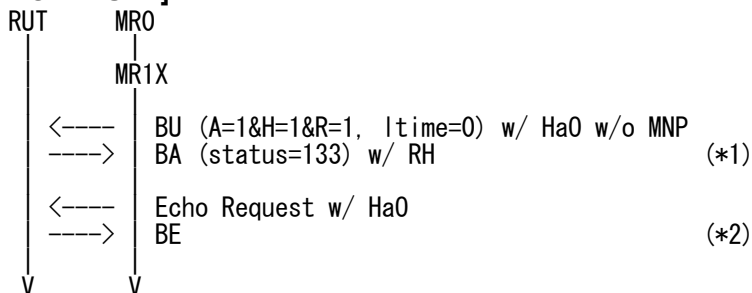 RUT MR0
MR1X
<---- BU (A=1&H=1&R=1, ltime=0) w/ HaO w/o MNP
----> BA (status=133) w/ RH (*1)
<---- Echo Request w/ HaO
----> BE (*2)
V V